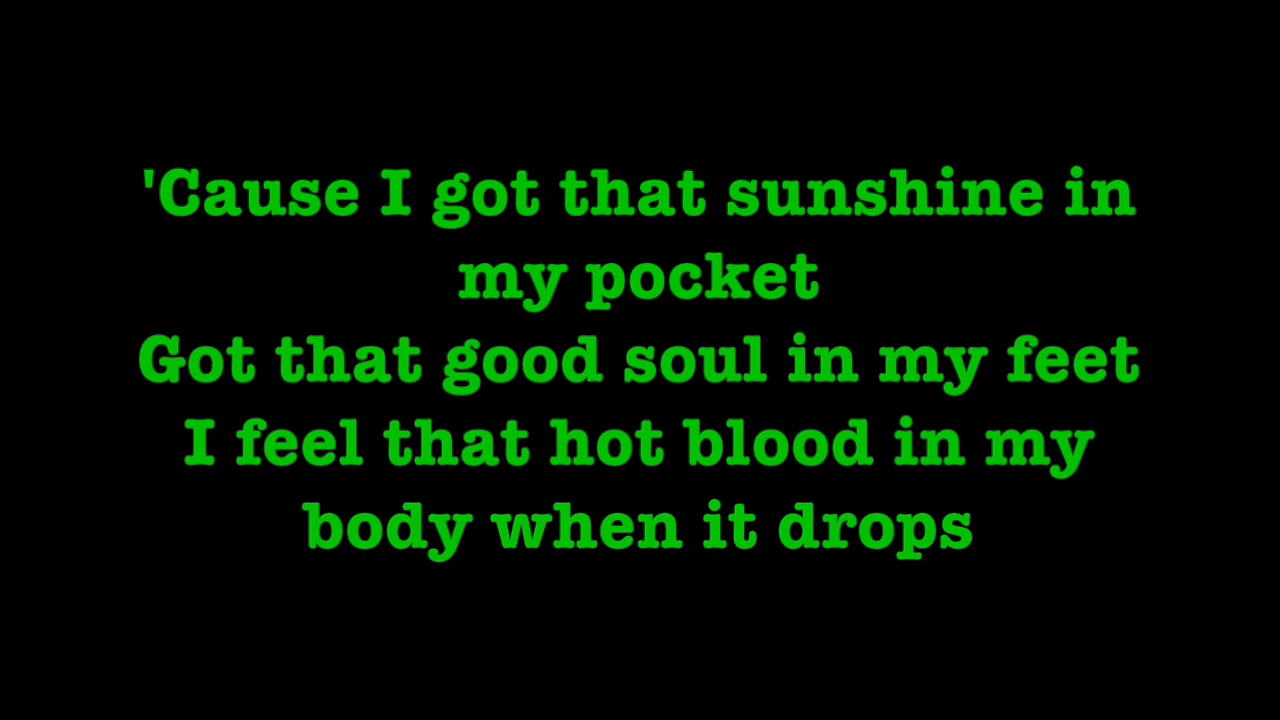 'Cause I got that sunshine in
my pocket
Got that good soul in my feet
I feel that hot blood in my
body when it drops